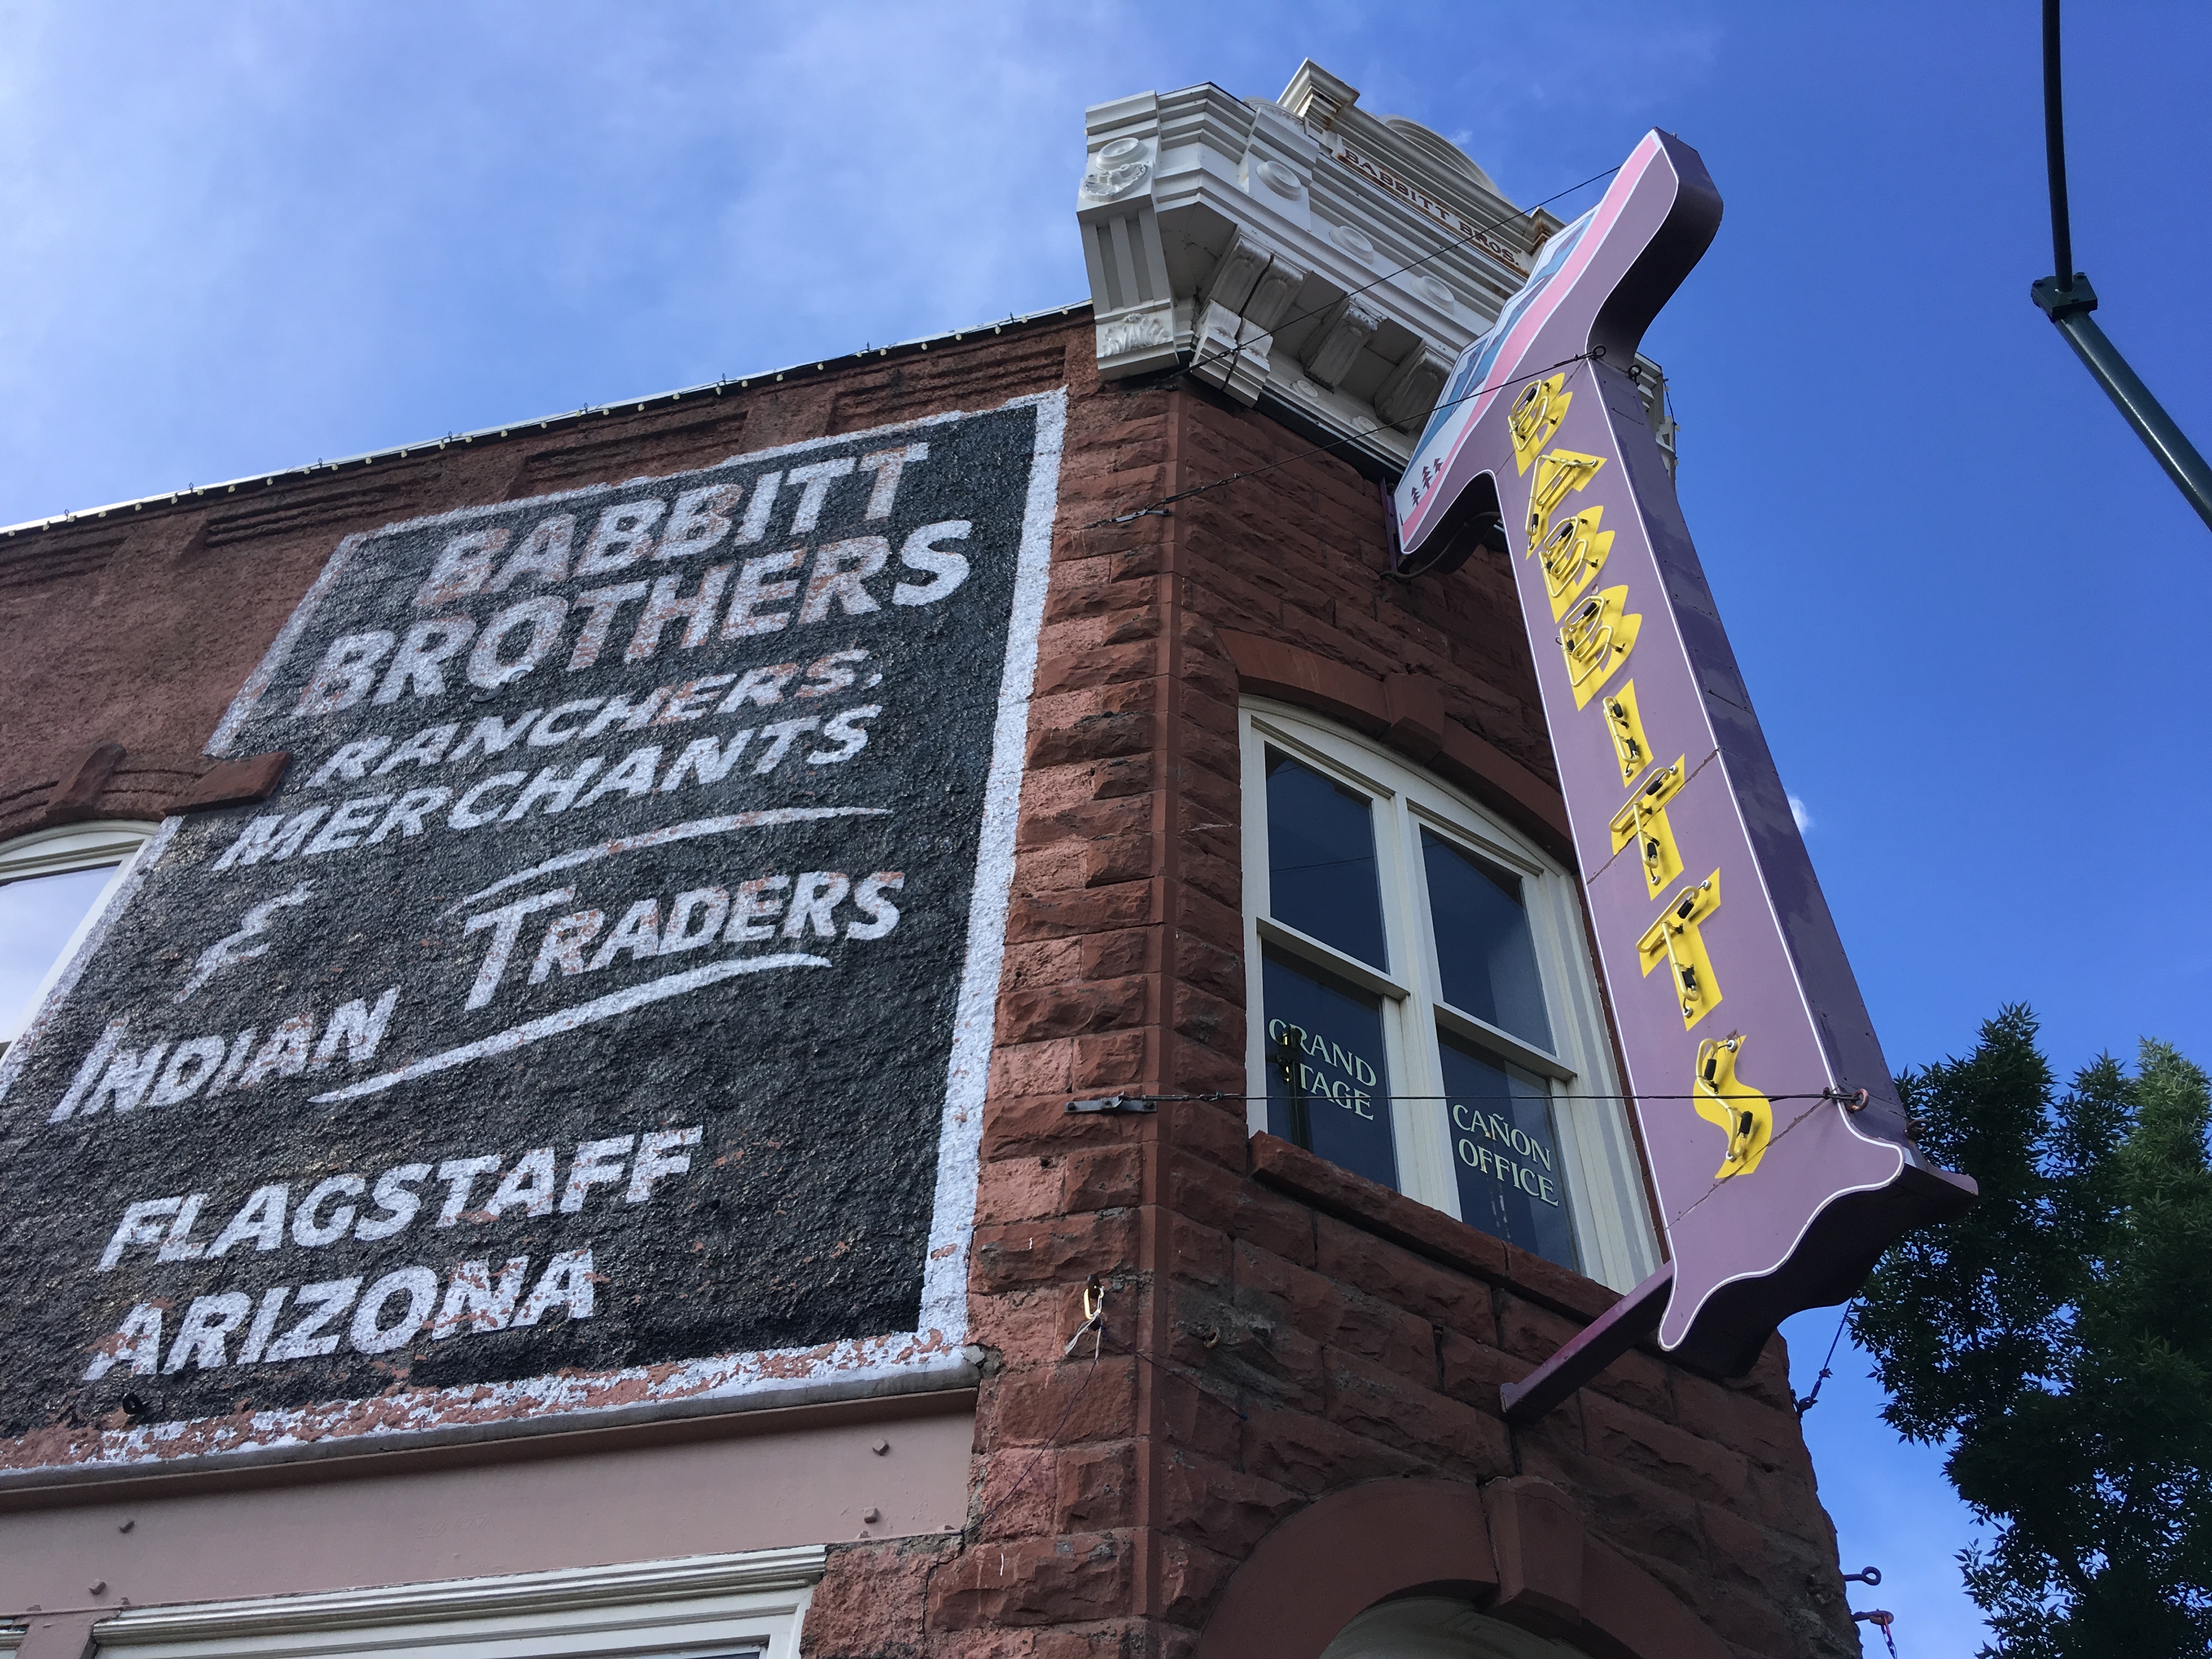 BABBITT
BROTHERS
RANCHERS,
MERCHANTS
&
INDIAN TRADERS
FLAGSTAFF
ARIZONA
BABBITT BROS.
BABBITTS
GRAND
STAGE
CAÑON
OFFICE